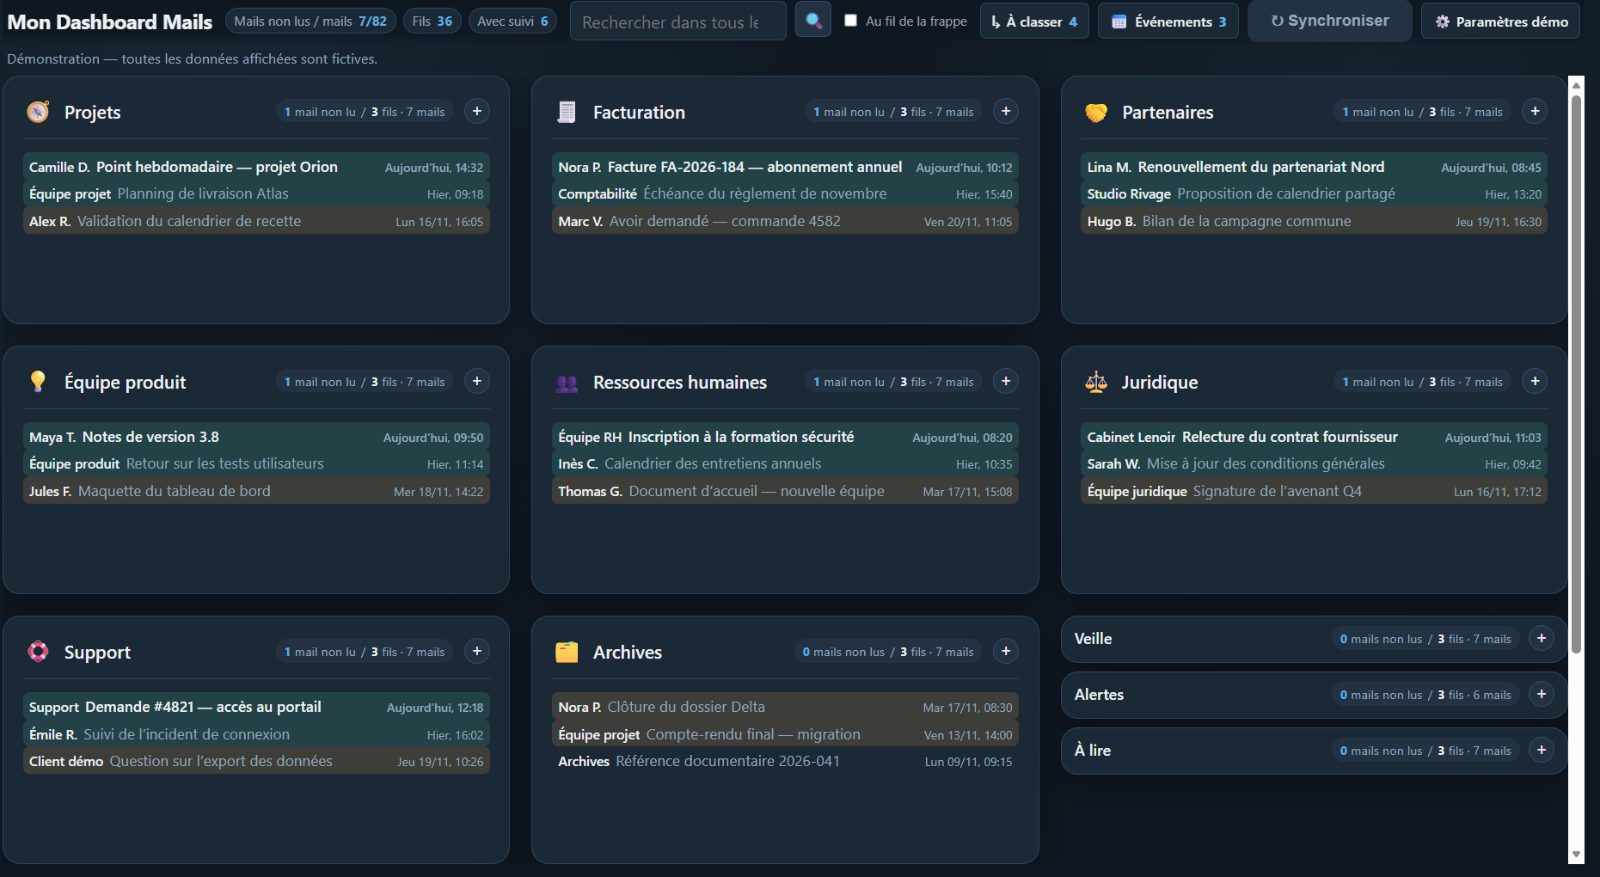 Mon Dashboard Mails Mails non lus / mails 7/82 Fils 36 Avec suivi 6 Rechercher dans tous le Au fil de la frappe ↳ À classer 4 Événements 3 ↻ Synchroniser Paramètres démo
Démonstration — toutes les données affichées sont fictives.
Projets 1 mail non lu / 3 fils · 7 mails +
Camille D. Point hebdomadaire — projet Orion Aujourd'hui, 14:32
Équipe projet Planning de livraison Atlas Hier, 09:18
Alex R. Validation du calendrier de recette Lun 16/11, 16:05
Facturation 1 mail non lu / 3 fils · 7 mails +
Nora P. Facture FA-2026-184 — abonnement annuel Aujourd'hui, 10:12
Comptabilité Échéance du règlement de novembre Hier, 15:40
Marc V. Avoir demandé — commande 4582 Ven 20/11, 11:05
Partenaires 1 mail non lu / 3 fils · 7 mails +
Lina M. Renouvellement du partenariat Nord Aujourd'hui, 08:45
Studio Rivage Proposition de calendrier partagé Hier, 13:20
Hugo B. Bilan de la campagne commune Jeu 19/11, 16:30
Équipe produit 1 mail non lu / 3 fils · 7 mails +
Maya T. Notes de version 3.8 Aujourd'hui, 09:50
Équipe produit Retour sur les tests utilisateurs Hier, 11:14
Jules F. Maquette du tableau de bord Mer 18/11, 14:22
Ressources humaines 1 mail non lu / 3 fils · 7 mails +
Équipe RH Inscription à la formation sécurité Aujourd'hui, 08:20
Inès C. Calendrier des entretiens annuels Hier, 10:35
Thomas G. Document d'accueil — nouvelle équipe Mar 17/11, 15:08
Juridique 1 mail non lu / 3 fils · 7 mails +
Cabinet Lenoir Relecture du contrat fournisseur Aujourd'hui, 11:03
Sarah W. Mise à jour des conditions générales Hier, 09:42
Équipe juridique Signature de l'avenant Q4 Lun 16/11, 17:12
Support 1 mail non lu / 3 fils · 7 mails +
Support Demande #4821 — accès au portail Aujourd'hui, 12:18
Émile R. Suivi de l'incident de connexion Hier, 16:02
Client démo Question sur l'export des données Jeu 19/11, 10:26
Archives 0 mails non lus / 3 fils · 7 mails +
Nora P. Clôture du dossier Delta Mar 17/11, 08:30
Équipe projet Compte-rendu final — migration Ven 13/11, 14:00
Archives Référence documentaire 2026-041 Lun 09/11, 09:15
Veille 0 mails non lus / 3 fils · 7 mails +
Alertes 0 mails non lus / 3 fils · 6 mails +
À lire 0 mails non lus / 3 fils · 7 mails +